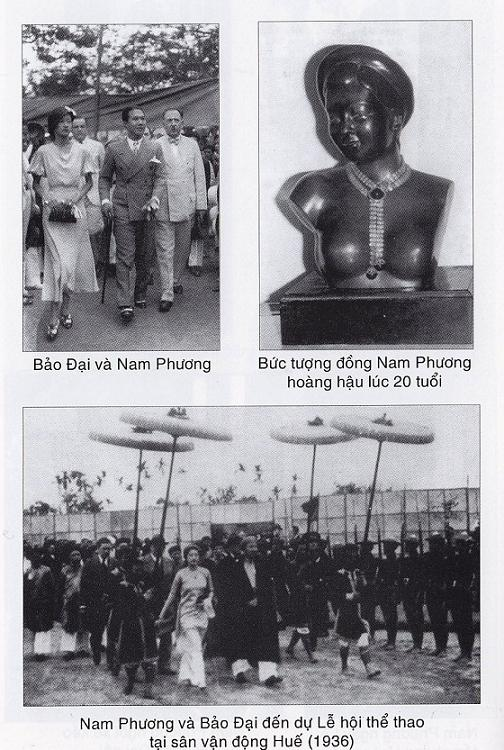 Bảo Đại và Nam Phương
Bức tượng đồng Nam Phương
hoàng hậu lúc 20 tuổi
Nam Phương và Bảo Đại đến dự Lễ hội thể thao
tại sân vận động Huế (1936)